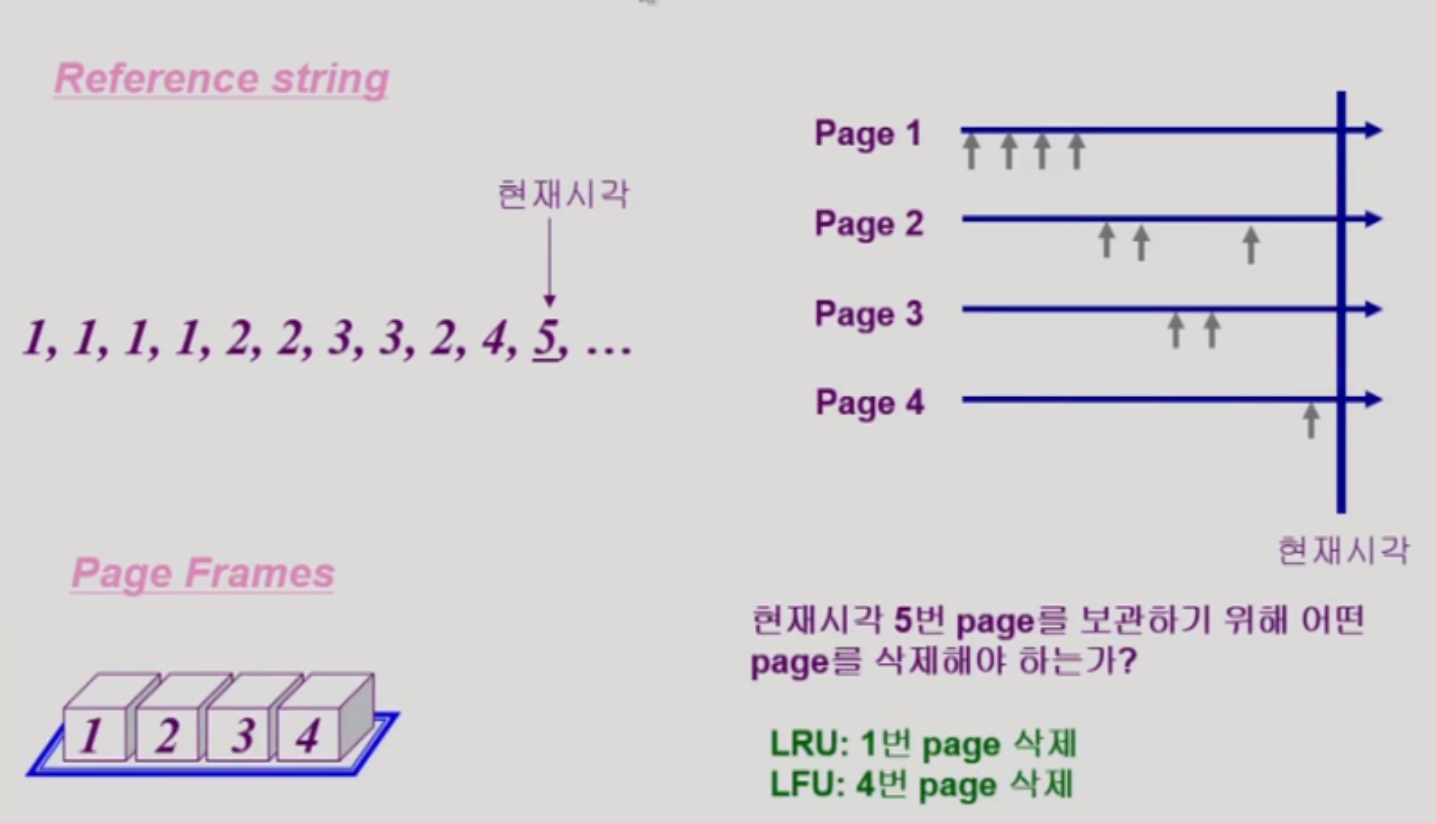 Reference string
현재시각
1, 1, 1, 1, 2, 2, 3, 3, 2, 4, 5, ...
Page Frames
1 2 3 4
Page 1
Page 2
Page 3
Page 4
현재시각
현재시각 5번 page를 보관하기 위해 어떤
page를 삭제해야 하는가?
LRU: 1번 page 삭제
LFU: 4번 page 삭제